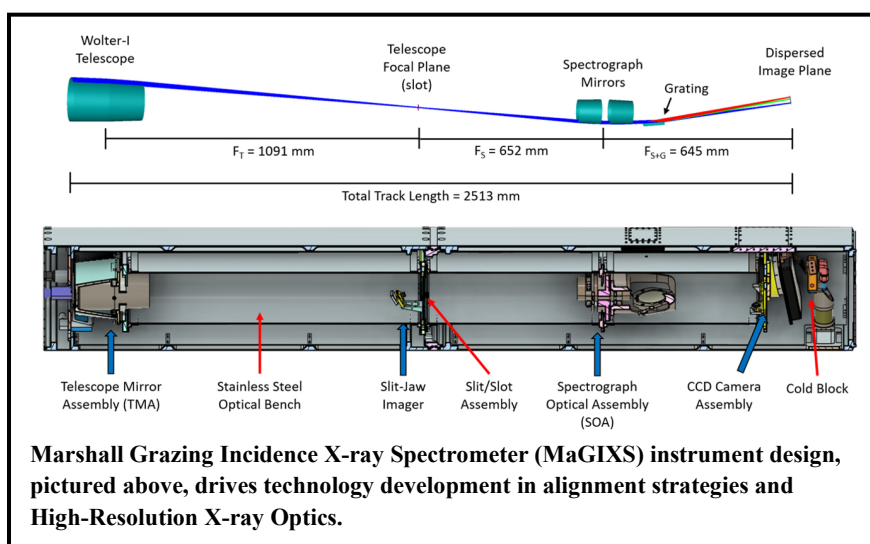 Wolter-I
Telescope
Telescope
Focal Plane
(slot)
Spectrograph
Mirrors
Grating
Dispersed
Image Plane
F_T = 1091 mm
F_S = 652 mm
F_S+G = 645 mm
Total Track Length = 2513 mm
Telescope Mirror
Assembly (TMA)
Stainless Steel
Optical Bench
Slit-Jaw
Imager
Slit/Slot
Assembly
Spectrograph
Optical Assembly
(SOA)
CCD Camera
Assembly
Cold Block
Marshall Grazing Incidence X-ray Spectrometer (MaGIXS) instrument design,
pictured above, drives technology development in alignment strategies and
High-Resolution X-ray Optics.